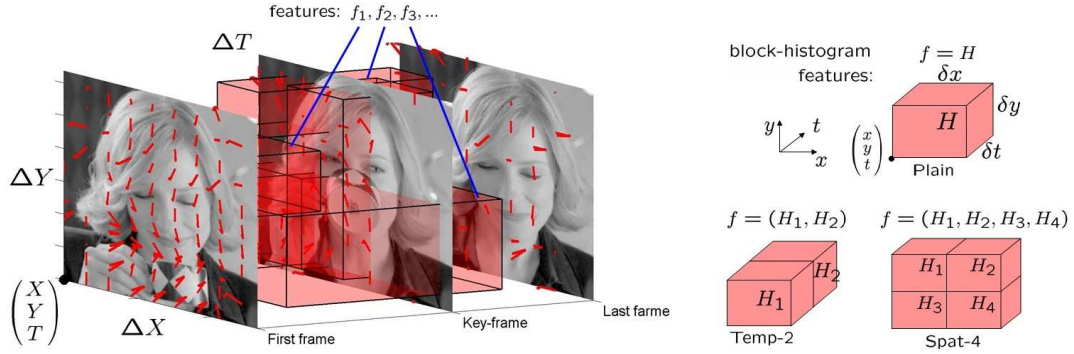 features: f₁, f₂, f₃, ...
ΔT
ΔY
ΔX
(X Y T)
First frame
Key-frame
Last farme
block-histogram
features:
f = H
δx
δy
δt
H
y
t
x
(x y t)
Plain
f = (H₁, H₂)
H₁
H₂
Temp-2
f = (H₁, H₂, H₃, H₄)
H₁
H₂
H₃
H₄
Spat-4